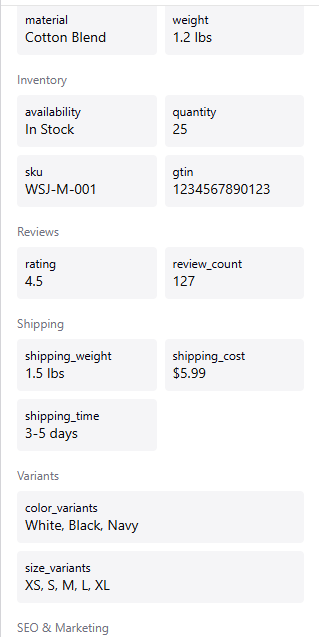 material
Cotton Blend
weight
1.2 lbs
Inventory
availability
In Stock
quantity
25
sku
WSJ-M-001
gtin
1234567890123
Reviews
rating
4.5
review_count
127
Shipping
shipping_weight
1.5 lbs
shipping_cost
$5.99
shipping_time
3-5 days
Variants
color_variants
White, Black, Navy
size_variants
XS, S, M, L, XL
SEO & Marketing